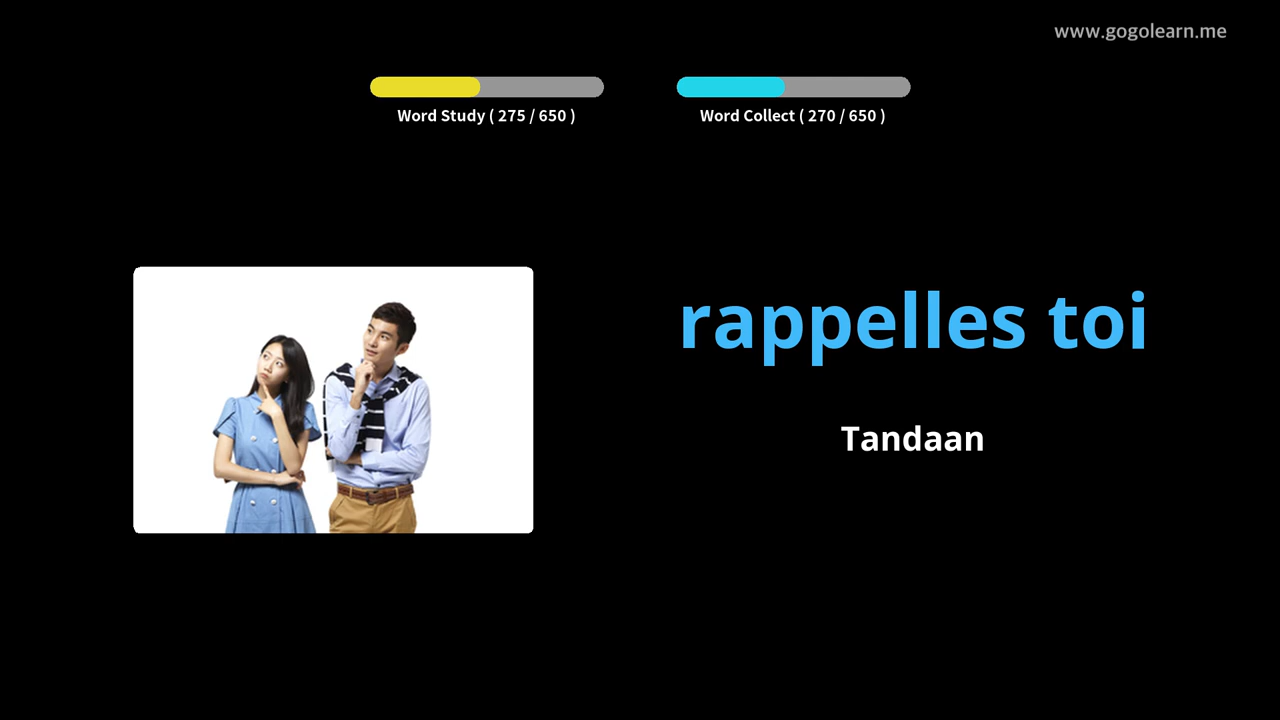 www.gogolearn.me
Word Study ( 275 / 650 )
Word Collect ( 270 / 650 )
rappelles toi
Tandaan